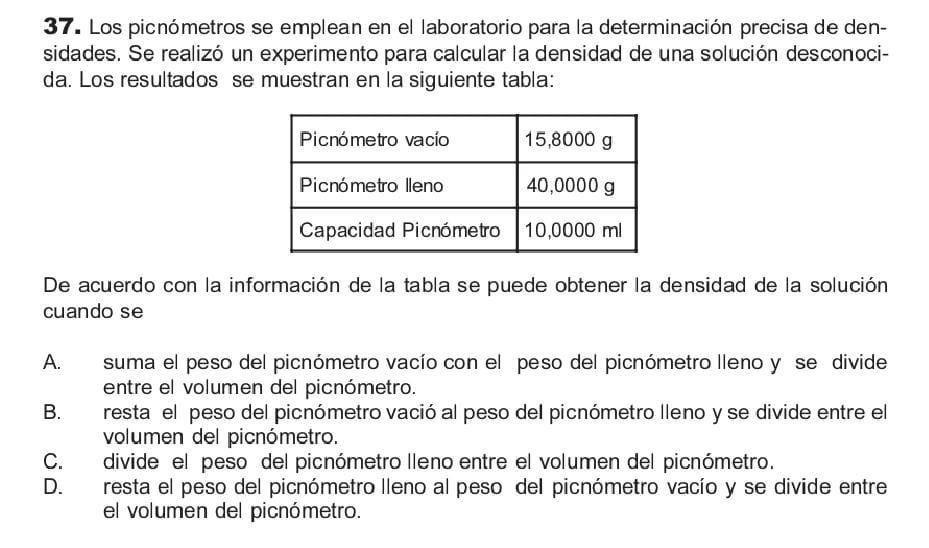 37. Los picnómetros se emplean en el laboratorio para la determinación precisa de den-
sidades. Se realizó un experimento para calcular la densidad de una solución desconoci-
da. Los resultados se muestran en la siguiente tabla:
Picnómetro vacío 15,8000 g
Picnómetro lleno 40,0000 g
Capacidad Picnómetro 10,0000 ml
De acuerdo con la información de la tabla se puede obtener la densidad de la solución
cuando se
A. suma el peso del picnómetro vacío con el peso del picnómetro lleno y se divide
entre el volumen del picnómetro.
B. resta el peso del picnómetro vació al peso del picnómetro lleno y se divide entre el
volumen del picnómetro.
C. divide el peso del picnómetro lleno entre el volumen del picnómetro.
D. resta el peso del picnómetro lleno al peso del picnómetro vacío y se divide entre
el volumen del picnómetro.